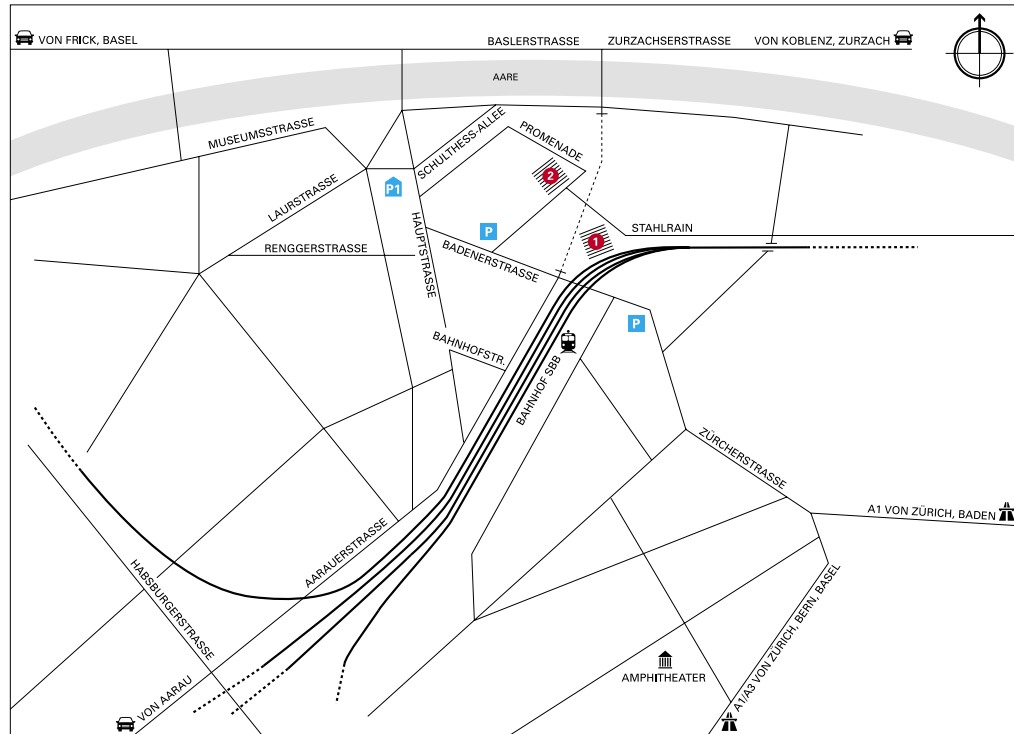 VON FRICK, BASEL
BASLERSTRASSE
ZURZACHSERSTRASSE
VON KOBLENZ, ZURZACH
AARE
MUSEUMSSTRASSE
SCHULTHESS-ALLEE
PROMENADE
2
P1
LAURSTRASSE
HAUPTSTRASSE
P
1
STAHLRAIN
RENGGERSTRASSE
BADENERSTRASSE
P
BAHNHOFSTR.
BAHNHOF SBB
ZÜRCHERSTRASSE
A1 VON ZÜRICH, BADEN
AARAUERSTRASSE
HABSBURGERSTRASSE
A1/A3 VON ZÜRICH, BERN, BASEL
AMPHITHEATER
VON AARAU